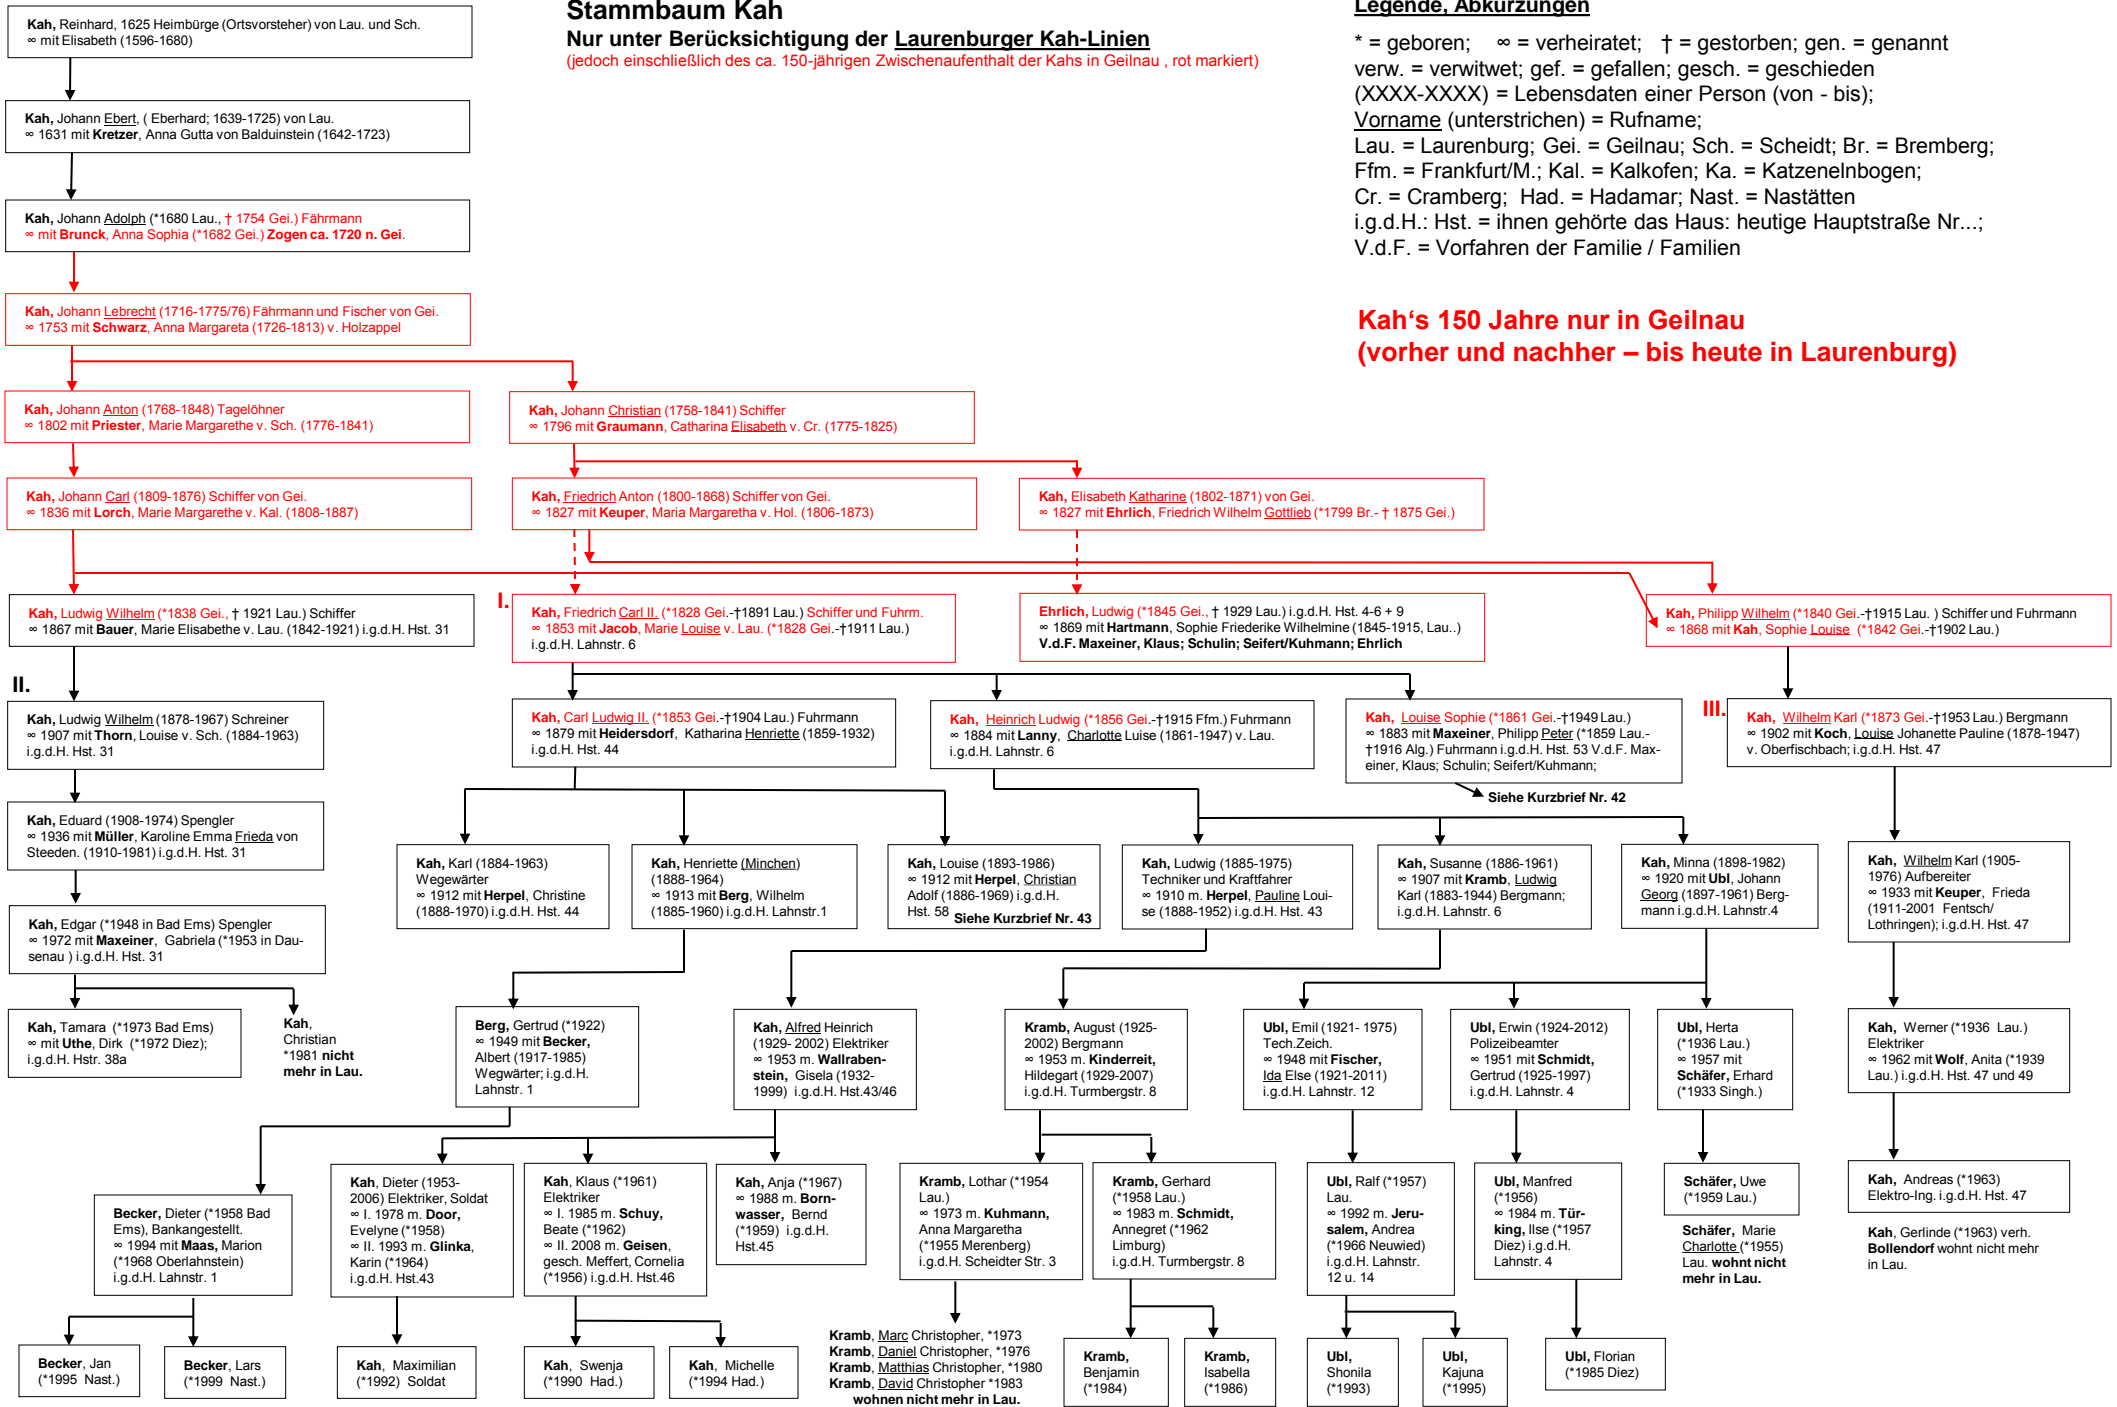 Kah, Reinhard, 1625 Heimbürge (Ortsvorsteher) von Lau. und Sch.
∞ mit Elisabeth (1596-1680)
Stammbaum Kah
Nur unter Berücksichtigung der Laurenburger Kah-Linien
(jedoch einschließlich des ca. 150-jährigen Zwischenaufenthalt der Kahs in Geilnau , rot markiert)
Legende, Abkürzungen
* = geboren; ∞ = verheiratet; † = gestorben; gen. = genannt
verw. = verwitwet; gef. = gefallen; gesch. = geschieden
(XXXX-XXXX) = Lebensdaten einer Person (von - bis);
Vorname (unterstrichen) = Rufname;
Lau. = Laurenburg; Gei. = Geilnau; Sch. = Scheidt; Br. = Bremberg;
Ffm. = Frankfurt/M.; Kal. = Kalkofen; Ka. = Katzenelnbogen;
Cr. = Cramberg; Had. = Hadamar; Nast. = Nastätten
i.g.d.H.: Hst. = ihnen gehörte das Haus: heutige Hauptstraße Nr...;
V.d.F. = Vorfahren der Familie / Familien
Kah, Johann Ebert, ( Eberhard; 1639-1725) von Lau.
∞ 1631 mit Kretzer, Anna Gutta von Balduinstein (1642-1723)
Kah, Johann Adolph (*1680 Lau., † 1754 Gei.) Fährmann
∞ mit Brunck, Anna Sophia (*1682 Gei.) Zogen ca. 1720 n. Gei.
Kah, Johann Lebrecht (1716-1775/76) Fährmann und Fischer von Gei.
∞ 1753 mit Schwarz, Anna Margareta (1726-1813) v. Holzappel
Kah's 150 Jahre nur in Geilnau
(vorher und nachher – bis heute in Laurenburg)
Kah, Johann Anton (1768-1848) Tagelöhner
∞ 1802 mit Priester, Marie Margarethe v. Sch. (1776-1841)
Kah, Johann Christian (1758-1841) Schiffer
∞ 1796 mit Graumann, Catharina Elisabeth v. Cr. (1775-1825)
Kah, Johann Carl (1809-1876) Schiffer von Gei.
∞ 1836 mit Lorch, Marie Margarethe v. Kal. (1808-1887)
Kah, Friedrich Anton (1800-1868) Schiffer von Gei.
∞ 1827 mit Keuper, Maria Margaretha v. Hol. (1806-1873)
Kah, Elisabeth Katharine (1802-1871) von Gei.
∞ 1827 mit Ehrlich, Friedrich Wilhelm Gottlieb (*1799 Br.- † 1875 Gei.)
Kah, Ludwig Wilhelm (*1838 Gei., † 1921 Lau.) Schiffer
∞ 1867 mit Bauer, Marie Elisabethe v. Lau. (1842-1921) i.g.d.H. Hst. 31
I.
Kah, Friedrich Carl II. (*1828 Gei.-†1891 Lau.) Schiffer und Fuhrm.
∞ 1853 mit Jacob, Marie Louise v. Lau. (*1828 Gei.-†1911 Lau.)
i.g.d.H. Lahnstr. 6
Ehrlich, Ludwig (*1845 Gei., † 1929 Lau.) i.g.d.H. Hst. 4-6 + 9
∞ 1869 mit Hartmann, Sophie Friederike Wilhelmine (1845-1915, Lau..)
V.d.F. Maxeiner, Klaus; Schulin; Seifert/Kuhmann; Ehrlich
Kah, Philipp Wilhelm (*1840 Gei.-†1915 Lau. ) Schiffer und Fuhrmann
∞ 1868 mit Kah, Sophie Louise (*1842 Gei.-†1902 Lau.)
II.
Kah, Ludwig Wilhelm (1878-1967) Schreiner
∞ 1907 mit Thorn, Louise v. Sch. (1884-1963)
i.g.d.H. Hst. 31
Kah, Carl Ludwig II. (*1853 Gei.-†1904 Lau.) Fuhrmann
∞ 1879 mit Heidersdorf, Katharina Henriette (1859-1932)
i.g.d.H. Hst. 44
Kah, Heinrich Ludwig (*1856 Gei.-†1915 Ffm.) Fuhrmann
∞ 1884 mit Lanny, Charlotte Luise (1861-1947) v. Lau.
i.g.d.H. Lahnstr. 6
Kah, Louise Sophie (*1861 Gei.-†1949 Lau.)
∞ 1883 mit Maxeiner, Philipp Peter (*1859 Lau.-
†1916 Alg.) Fuhrmann i.g.d.H. Hst. 53 V.d.F. Max-
einer, Klaus; Schulin; Seifert/Kuhmann;
Siehe Kurzbrief Nr. 42
III.
Kah, Wilhelm Karl (*1873 Gei.-†1953 Lau.) Bergmann
∞ 1902 mit Koch, Louise Johanette Pauline (1878-1947)
v. Oberfischbach; i.g.d.H. Hst. 47
Kah, Eduard (1908-1974) Spengler
∞ 1936 mit Müller, Karoline Emma Frieda von
Steeden. (1910-1981) i.g.d.H. Hst. 31
Kah, Karl (1884-1963)
Wegewärter
∞ 1912 mit Herpel, Christine
(1888-1970) i.g.d.H. Hst. 44
Kah, Henriette (Minchen)
(1888-1964)
∞ 1913 mit Berg, Wilhelm
(1885-1960) i.g.d.H. Lahnstr.1
Kah, Louise (1893-1986)
∞ 1912 mit Herpel, Christian
Adolf (1886-1969) i.g.d.H.
Hst. 58 Siehe Kurzbrief Nr. 43
Kah, Ludwig (1885-1975)
Techniker und Kraftfahrer
∞ 1910 m. Herpel, Pauline Loui-
se (1888-1952) i.g.d.H. Hst. 43
Kah, Susanne (1886-1961)
∞ 1907 mit Kramb, Ludwig
Karl (1883-1944) Bergmann;
i.g.d.H. Lahnstr. 6
Kah, Minna (1898-1982)
∞ 1920 mit Ubl, Johann
Georg (1897-1961) Berg-
mann i.g.d.H. Lahnstr.4
Kah, Wilhelm Karl (1905-
1976) Aufbereiter
∞ 1933 mit Keuper, Frieda
(1911-2001 Fentsch/
Lothringen); i.g.d.H. Hst. 47
Kah, Edgar (*1948 in Bad Ems) Spengler
∞ 1972 mit Maxeiner, Gabriela (*1953 in Dau-
senau ) i.g.d.H. Hst. 31
Kah, Tamara (*1973 Bad Ems)
∞ mit Uthe, Dirk (*1972 Diez);
i.g.d.H. Hstr. 38a
Kah,
Christian
*1981 nicht
mehr in Lau.
Berg, Gertrud (*1922)
∞ 1949 mit Becker,
Albert (1917-1985)
Wegwärter; i.g.d.H.
Lahnstr. 1
Kah, Alfred Heinrich
(1929- 2002) Elektriker
∞ 1953 m. Wallraben-
stein, Gisela (1932-
1999) i.g.d.H. Hst.43/46
Kramb, August (1925-
2002) Bergmann
∞ 1953 m. Kinderreit,
Hildegart (1929-2007)
i.g.d.H. Turmbergstr. 8
Ubl, Emil (1921- 1975)
Tech.Zeich.
∞ 1948 mit Fischer,
Ida Else (1921-2011)
i.g.d.H. Lahnstr. 12
Ubl, Erwin (1924-2012)
Polizeibeamter
∞ 1951 mit Schmidt,
Gertrud (1925-1997)
i.g.d.H. Lahnstr. 4
Ubl, Herta
(*1936 Lau.)
∞ 1957 mit
Schäfer, Erhard
(*1933 Singh.)
Kah, Werner (*1936 Lau.)
Elektriker
∞ 1962 mit Wolf, Anita (*1939
Lau.) i.g.d.H. Hst. 47 und 49
Becker, Dieter (*1958 Bad
Ems), Bankangestellt.
∞ 1994 mit Maas, Marion
(*1968 Oberlahnstein)
i.g.d.H. Lahnstr. 1
Kah, Dieter (1953-
2006) Elektriker, Soldat
∞ I. 1978 m. Door,
Evelyne (*1958)
∞ II. 1993 m. Glinka,
Karin (*1964)
i.g.d.H. Hst.43
Kah, Klaus (*1961)
Elektriker
∞ I. 1985 m. Schuy,
Beate (*1962)
∞ II. 2008 m. Geisen,
gesch. Meffert, Cornelia
(*1956) i.g.d.H. Hst.46
Kah, Anja (*1967)
∞ 1988 m. Born-
wasser, Bernd
(*1959) i.g.d.H.
Hst.45
Kramb, Lothar (*1954
Lau.)
∞ 1973 m. Kuhmann,
Anna Margaretha
(*1955 Merenberg)
i.g.d.H. Scheidter Str. 3
Kramb, Gerhard
(*1958 Lau.)
∞ 1983 m. Schmidt,
Annegret (*1962
Limburg)
i.g.d.H. Turmbergstr. 8
Ubl, Ralf (*1957)
Lau.
∞ 1992 m. Jeru-
salem, Andrea
(*1966 Neuwied)
i.g.d.H. Lahnstr.
12 u. 14
Ubl, Manfred
(*1956)
∞ 1984 m. Tür-
king, Ilse (*1957
Diez) i.g.d.H.
Lahnstr. 4
Schäfer, Uwe
(*1959 Lau.)
Schäfer, Marie
Charlotte (*1955)
Lau. wohnt nicht
mehr in Lau.
Kah, Andreas (*1963)
Elektro-Ing. i.g.d.H. Hst. 47
Kah, Gerlinde (*1963) verh.
Bollendorf wohnt nicht mehr
in Lau.
Becker, Jan
(*1995 Nast.)
Becker, Lars
(*1999 Nast.)
Kah, Maximilian
(*1992) Soldat
Kah, Swenja
(*1990 Had.)
Kah, Michelle
(*1994 Had.)
Kramb, Marc Christopher, *1973
Kramb, Daniel Christopher, *1976
Kramb, Matthias Christopher, *1980
Kramb, David Christopher *1983
wohnen nicht mehr in Lau.
Kramb,
Benjamin
(*1984)
Kramb,
Isabella
(*1986)
Ubl,
Shonila
(*1993)
Ubl,
Kajuna
(*1995)
Ubl, Florian
(*1985 Diez)